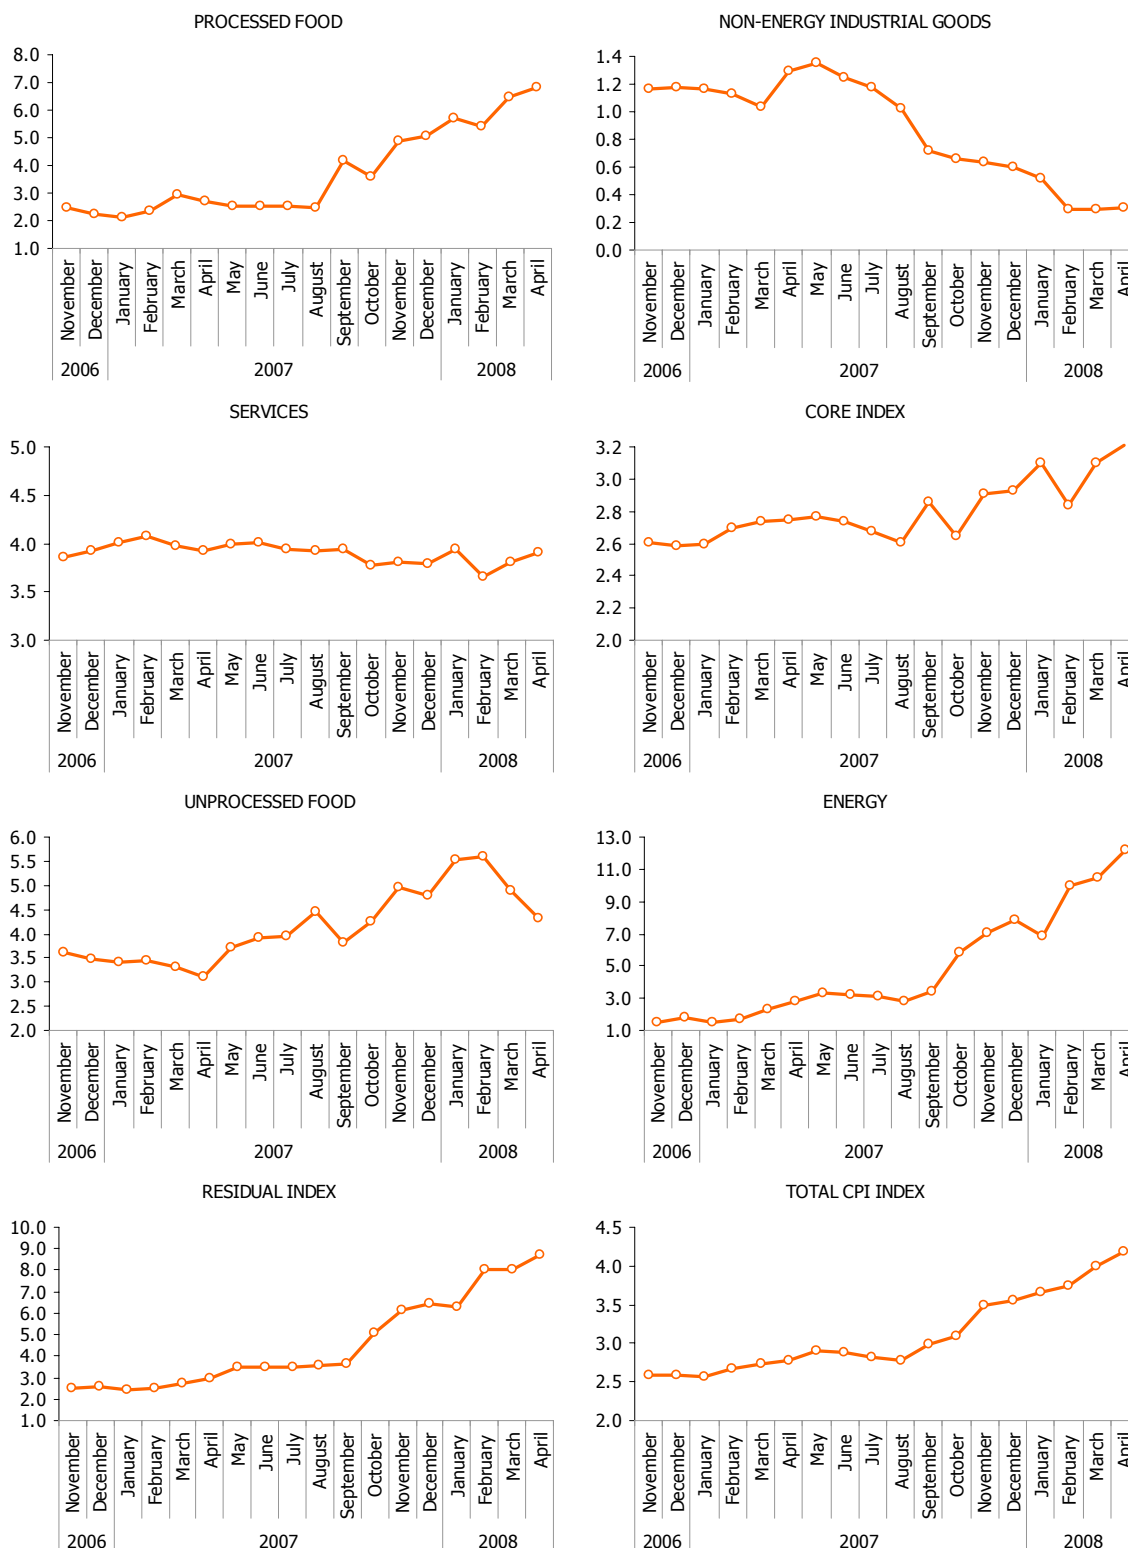 PROCESSED FOOD
8.0
7.0
6.0
5.0
4.0
3.0
2.0
1.0
November
December
January
February
March
April
May
June
July
August
September
October
November
December
January
February
March
April
2006
2007
2008
NON-ENERGY INDUSTRIAL GOODS
1.4
1.2
1.0
0.8
0.6
0.4
0.2
0.0
November
December
January
February
March
April
May
June
July
August
September
October
November
December
January
February
March
April
2006
2007
2008
SERVICES
5.0
4.5
4.0
3.5
3.0
November
December
January
February
March
April
May
June
July
August
September
October
November
December
January
February
March
April
2006
2007
2008
CORE INDEX
3.2
3.0
2.8
2.6
2.4
2.2
2.0
November
December
January
February
March
April
May
June
July
August
September
October
November
December
January
February
March
April
2006
2007
2008
UNPROCESSED FOOD
6.0
5.5
5.0
4.5
4.0
3.5
3.0
2.5
2.0
November
December
January
February
March
April
May
June
July
August
September
October
November
December
January
February
March
April
2006
2007
2008
ENERGY
13.0
11.0
9.0
7.0
5.0
3.0
1.0
November
December
January
February
March
April
May
June
July
August
September
October
November
December
January
February
March
April
2006
2007
2008
RESIDUAL INDEX
10.0
9.0
8.0
7.0
6.0
5.0
4.0
3.0
2.0
1.0
November
December
January
February
March
April
May
June
July
August
September
October
November
December
January
February
March
April
2006
2007
2008
TOTAL CPI INDEX
4.5
4.0
3.5
3.0
2.5
2.0
November
December
January
February
March
April
May
June
July
August
September
October
November
December
January
February
March
April
2006
2007
2008